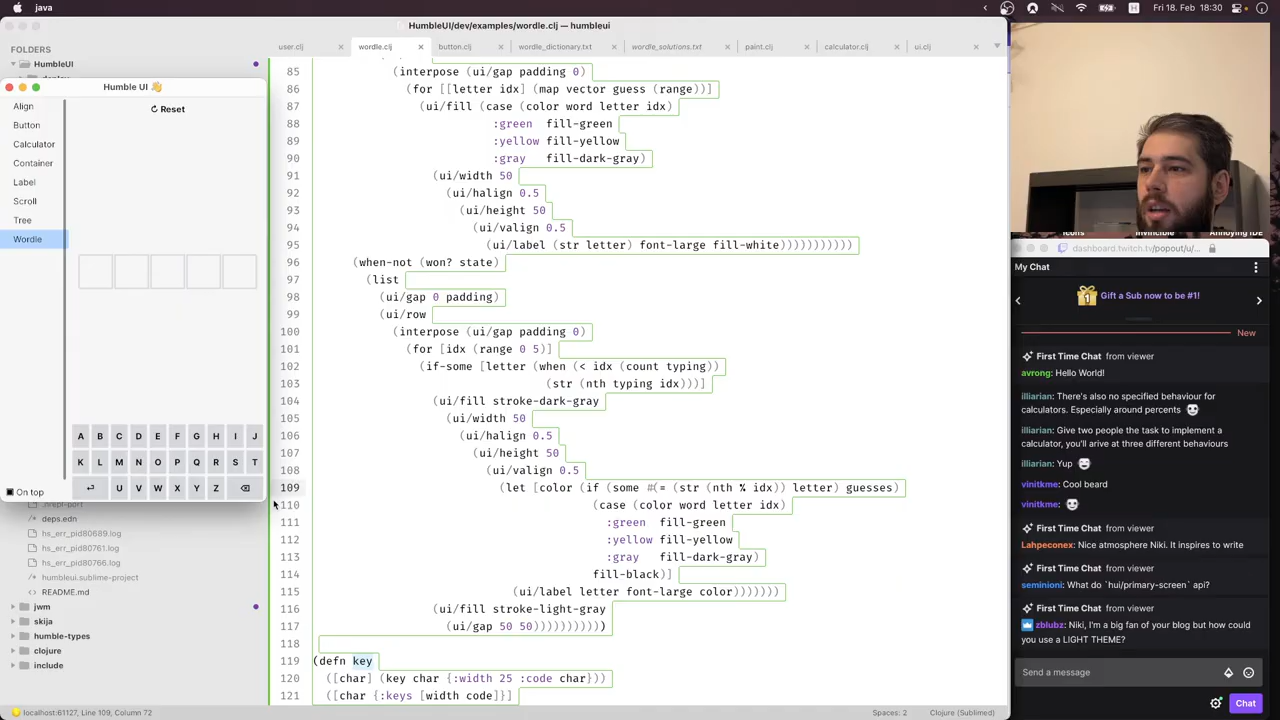 java
Fri 18. Feb 18:30
HumbleUI/dev/examples/wordle.clj — humbleui
FOLDERS
HumbleUI
user.clj
wordle.clj
button.clj
wordle_dictionary.txt
wordle_solutions.txt
paint.clj
calculator.clj
ui.clj
Humble UI 👋
Align
Button
Calculator
Container
Label
Scroll
Tree
Wordle
Reset
A B C D E F G H I J
K L M N O P Q R S T
U V W X Y Z
On top
.nrepl-port
deps.edn
hs_err_pid80689.log
hs_err_pid80761.log
hs_err_pid80766.log
humbleui.sublime-project
README.md
jwm
skija
humble-types
clojure
include
85 (interpose (ui/gap padding 0)
86 (for [[letter idx] (map vector guess (range))]
87 (ui/fill (case (color word letter idx)
88 :green fill-green
89 :yellow fill-yellow
90 :gray fill-dark-gray)
91 (ui/width 50
92 (ui/halign 0.5
93 (ui/height 50
94 (ui/valign 0.5
95 (ui/label (str letter) font-large fill-white)))))))))))
96 (when-not (won? state)
97 (list
98 (ui/gap 0 padding)
99 (ui/row
100 (interpose (ui/gap padding 0)
101 (for [idx (range 0 5)]
102 (if-some [letter (when (< idx (count typing))
103 (str (nth typing idx)))]
104 (ui/fill stroke-dark-gray
105 (ui/width 50
106 (ui/halign 0.5
107 (ui/height 50
108 (ui/valign 0.5
109 (let [color (if (some #(= (str (nth % idx)) letter) guesses)
110 (case (color word letter idx)
111 :green fill-green
112 :yellow fill-yellow
113 :gray fill-dark-gray)
114 fill-black)]
115 (ui/label letter font-large color)))))))
116 (ui/fill stroke-light-gray
117 (ui/gap 50 50))))))))))
118
119 (defn key
120 ([char] (key char {:width 25 :code char}))
121 ([char {:keys [width code]}]
localhost:61127, Line 109, Column 72
Spaces: 2
Clojure (Sublimed)
Icons
Invincible
Annoying IDE
dashboard.twitch.tv/popout/u/...
My Chat
Gift a Sub now to be #1!
New
First Time Chat from viewer
avrong: Hello World!
illiarian: There's also no specified behaviour for
calculators. Especially around percents
illiarian: Give two people the task to implement a
calculator, you'll arive at three different behaviours
illiarian: Yup
vinitkme: Cool beard
vinitkme:
First Time Chat from viewer
Lahpeconex: Nice atmosphere Niki. It inspires to write
First Time Chat from viewer
seminioni: What do `hui/primary-screen` api?
First Time Chat from viewer
zblubz: Niki, I'm a big fan of your blog but how could
you use a LIGHT THEME?
Send a message
Chat